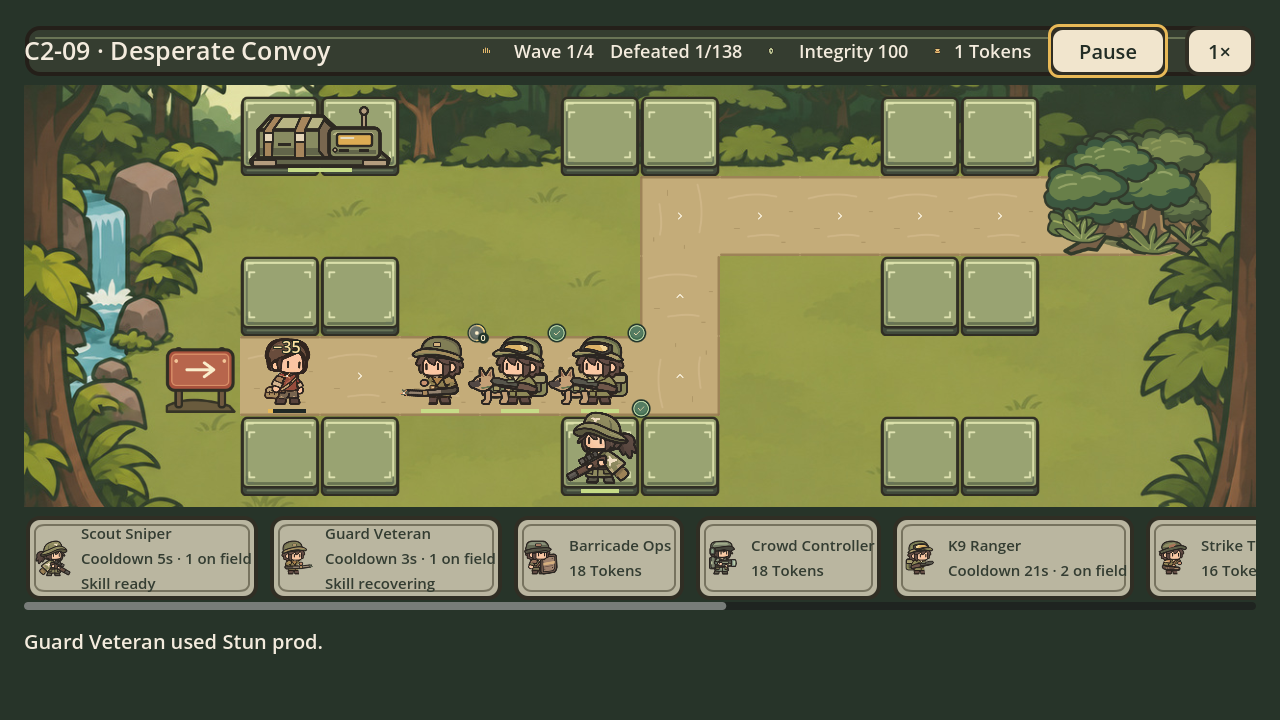 C2-09 · Desperate Convoy
Wave 1/4
Defeated 1/138
Integrity 100
1 Tokens
Pause
1×
−35
0
Scout Sniper
Cooldown 5s · 1 on field
Skill ready
Guard Veteran
Cooldown 3s · 1 on field
Skill recovering
Barricade Ops
18 Tokens
Crowd Controller
18 Tokens
K9 Ranger
Cooldown 21s · 2 on field
Strike T
16 Toke
Guard Veteran used Stun prod.